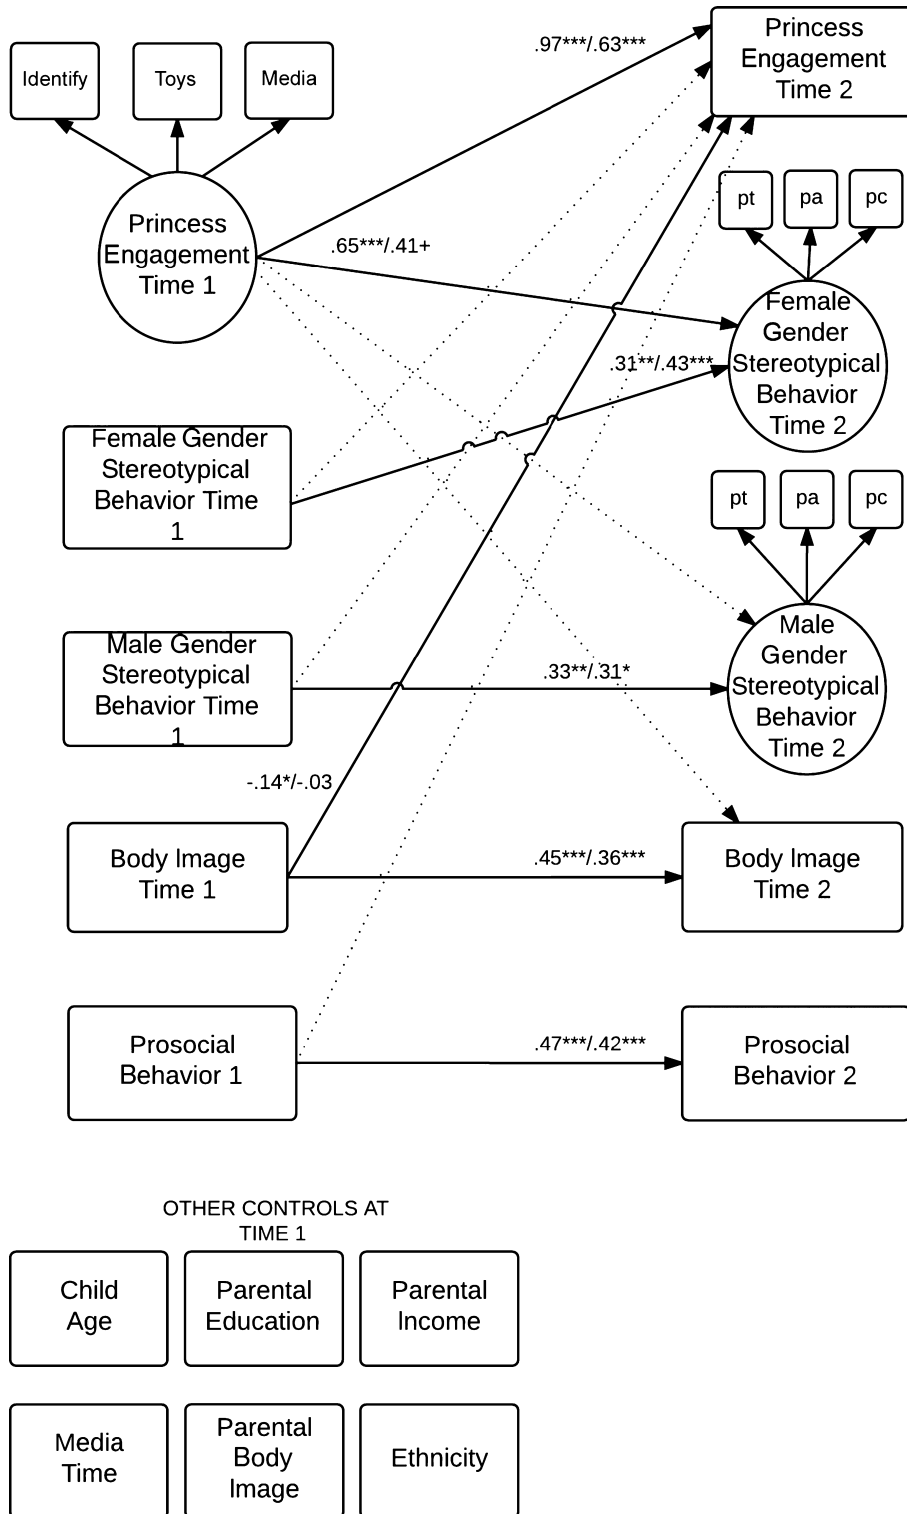 Princess
Engagement
Time 2
.97***/.63***
Identify
Toys
Media
pt
pa
pc
Princess
Engagement
Time 1
.65***/.41+
Female
Gender
Stereotypical
Behavior
Time 2
.31**/.43***
Female Gender
Stereotypical
Behavior Time
1
pt
pa
pc
Male Gender
Stereotypical
Behavior Time
1
.33**/.31*
Male
Gender
Stereotypical
Behavior
Time 2
-.14*/-.03
Body Image
Time 1
.45***/.36***
Body Image
Time 2
Prosocial
Behavior 1
.47***/.42***
Prosocial
Behavior 2
OTHER CONTROLS AT
TIME 1
Child
Age
Parental
Education
Parental
Income
Media
Time
Parental
Body
Image
Ethnicity